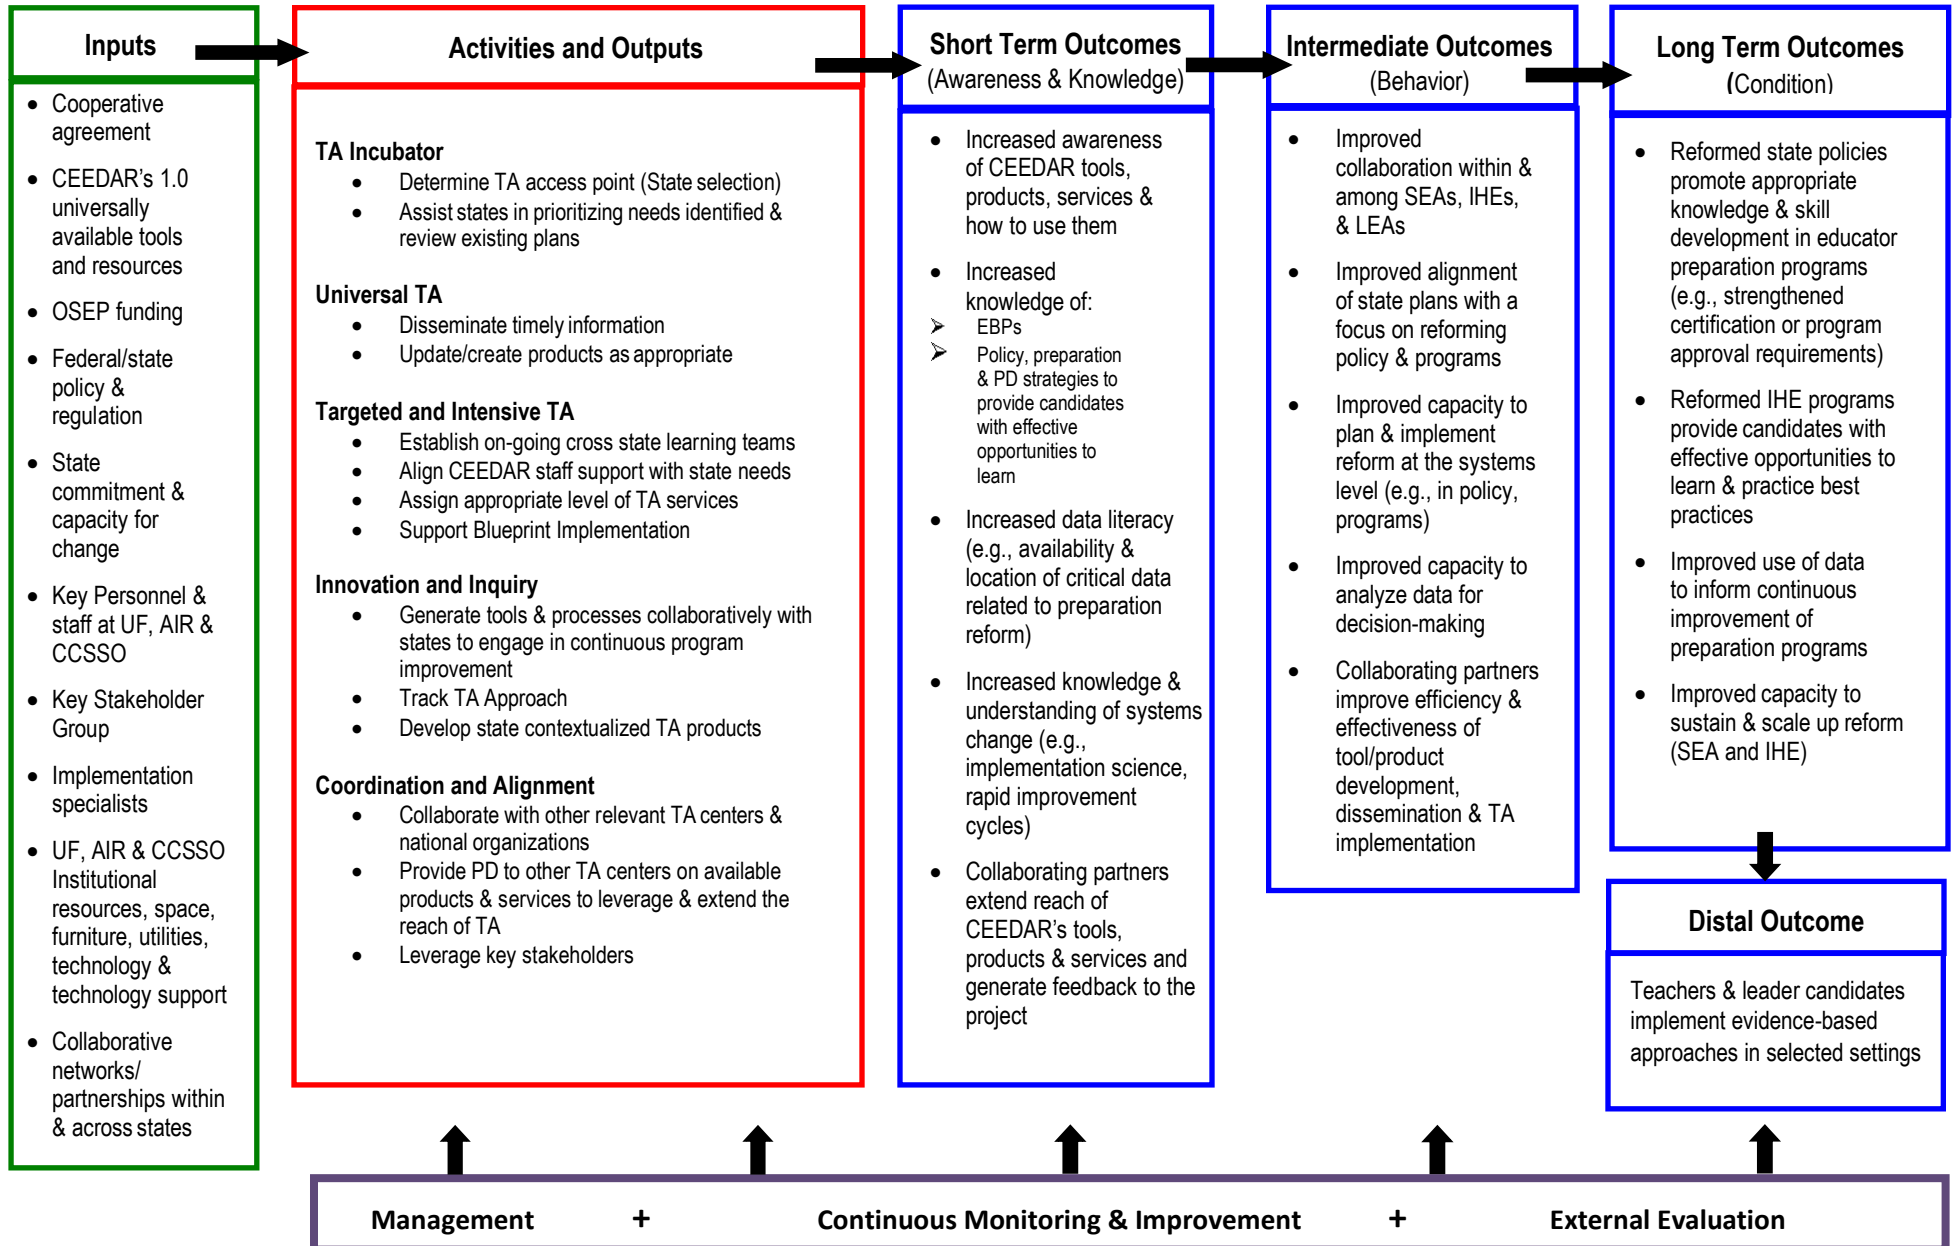 Inputs
Cooperative
agreement
CEEDAR's 1.0
universally
available tools
and resources
OSEP funding
Federal/state
policy &
regulation
State
commitment &
capacity for
change
Key Personnel &
staff at UF, AIR &
CCSSO
Key Stakeholder
Group
Implementation
specialists
UF, AIR & CCSSO
Institutional
resources, space,
furniture, utilities,
technology &
technology support
Collaborative
networks/
partnerships within
& across states
Activities and Outputs
TA Incubator
Determine TA access point (State selection)
Assist states in prioritizing needs identified &
review existing plans
Universal TA
Disseminate timely information
Update/create products as appropriate
Targeted and Intensive TA
Establish on-going cross state learning teams
Align CEEDAR staff support with state needs
Assign appropriate level of TA services
Support Blueprint Implementation
Innovation and Inquiry
Generate tools & processes collaboratively with
states to engage in continuous program
improvement
Track TA Approach
Develop state contextualized TA products
Coordination and Alignment
Collaborate with other relevant TA centers &
national organizations
Provide PD to other TA centers on available
products & services to leverage & extend the
reach of TA
Leverage key stakeholders
Short Term Outcomes
(Awareness & Knowledge)
Increased awareness
of CEEDAR tools,
products, services &
how to use them
Increased
knowledge of:
EBPs
Policy, preparation
& PD strategies to
provide candidates
with effective
opportunities to
learn
Increased data literacy
(e.g., availability &
location of critical data
related to preparation
reform)
Increased knowledge &
understanding of systems
change (e.g.,
implementation science,
rapid improvement
cycles)
Collaborating partners
extend reach of
CEEDAR's tools,
products & services and
generate feedback to the
project
Intermediate Outcomes
(Behavior)
Improved
collaboration within &
among SEAs, IHEs,
& LEAs
Improved alignment
of state plans with a
focus on reforming
policy & programs
Improved capacity to
plan & implement
reform at the systems
level (e.g., in policy,
programs)
Improved capacity to
analyze data for
decision-making
Collaborating partners
improve efficiency &
effectiveness of
tool/product
development,
dissemination & TA
implementation
Long Term Outcomes
(Condition)
Reformed state policies
promote appropriate
knowledge & skill
development in educator
preparation programs
(e.g., strengthened
certification or program
approval requirements)
Reformed IHE programs
provide candidates with
effective opportunities to
learn & practice best
practices
Improved use of data
to inform continuous
improvement of
preparation programs
Improved capacity to
sustain & scale up reform
(SEA and IHE)
Distal Outcome
Teachers & leader candidates
implement evidence-based
approaches in selected settings
Management + Continuous Monitoring & Improvement + External Evaluation